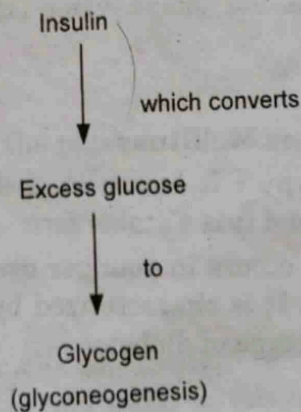 Insulin
which converts
Excess glucose
to
Glycogen
(glyconeogenesis)